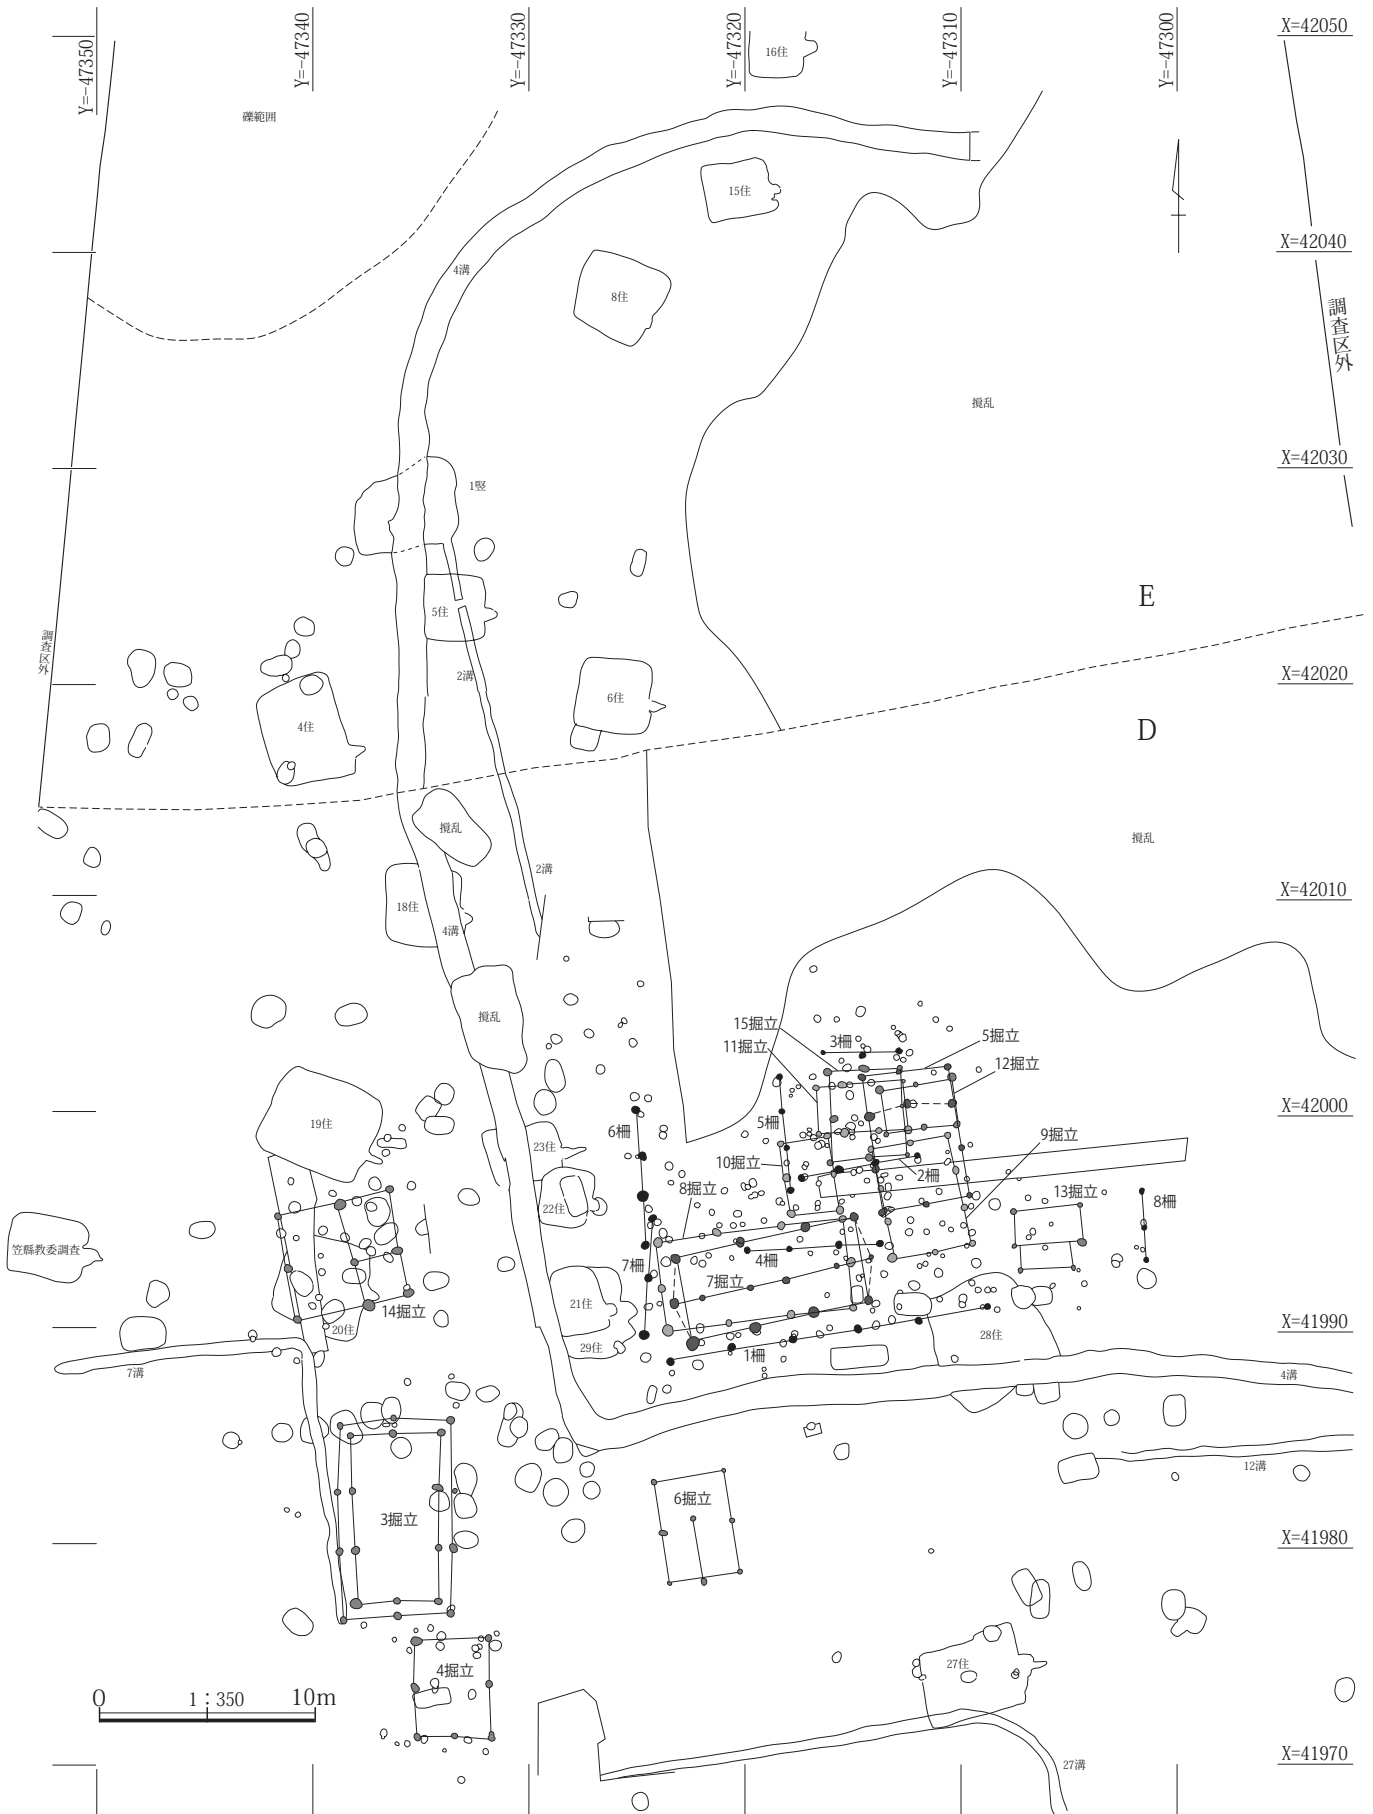 Y=-47350
Y=-47340
Y=-47330
Y=-47320
Y=-47310
Y=-47300
X=42050
16住
礫範囲
15住
X=42040
4溝
8住
調査区外
攪乱
X=42030
1竪
E
5住
調査区外
2溝
X=42020
6住
4住
D
攪乱
攪乱
2溝
X=42010
18住
4溝
攪乱
15掘立
3柵
5掘立
11掘立
12掘立
X=42000
19住
5柵
6柵
9掘立
23住
10掘立
2柵
8掘立
13掘立
8柵
22住
笠縣教委調査
4柵
7柵
7掘立
21住
14掘立
X=41990
20住
28住
29住
1柵
7溝
4溝
12溝
6掘立
3掘立
X=41980
27住
4掘立
0
1：350
10m
X=41970
27溝